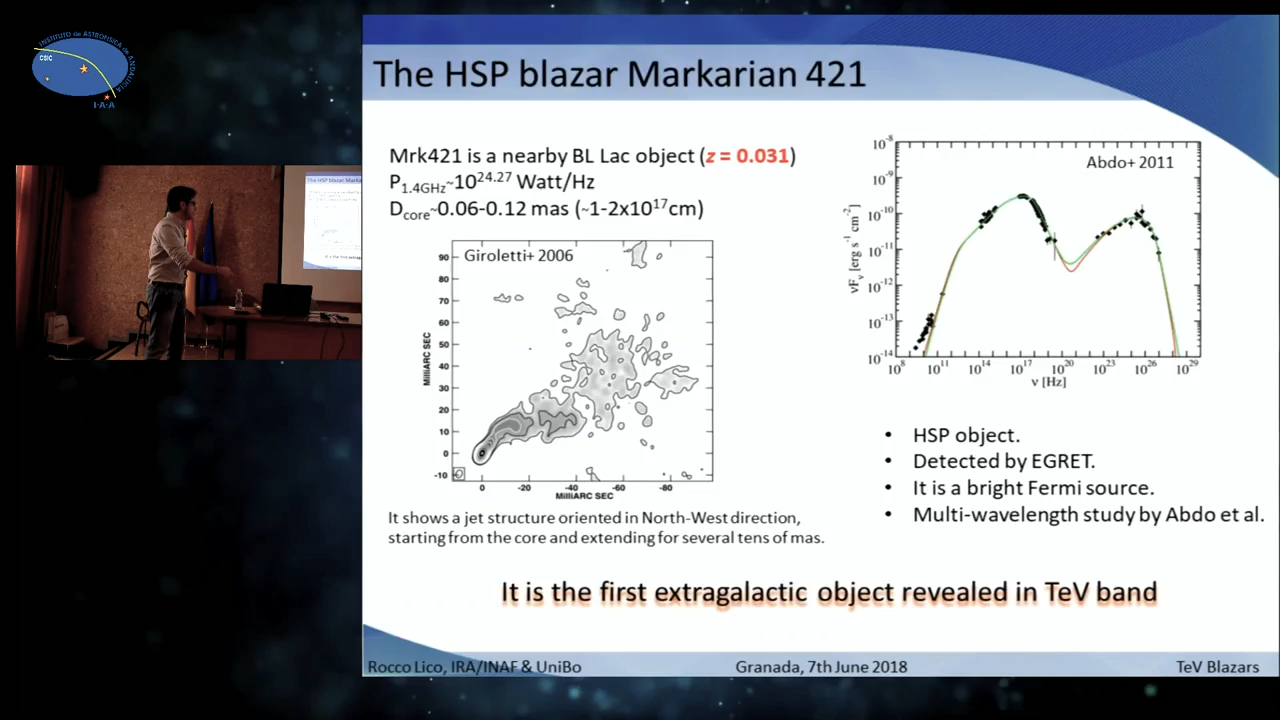 INSTITUTO de ASTROFÍSICA de ANDALUCÍA
CSIC
I·A·A
The HSP blazar Markarian 421
Mrk421 is a nearby BL Lac object (z = 0.031)
P1.4GHz~10^24.27 Watt/Hz
Dcore~0.06-0.12 mas (~1-2x10^17cm)
Giroletti+ 2006
MilliARC SEC
90
80
70
60
50
40
30
20
10
0
-10
0 -20 -40 -60 -80
MilliARC SEC
It shows a jet structure oriented in North-West direction,
starting from the core and extending for several tens of mas.
Abdo+ 2011
νFν [erg s^-1 cm^-2]
10^-8
10^-9
10^-10
10^-11
10^-12
10^-13
10^-14
10^8 10^11 10^14 10^17 10^20 10^23 10^26 10^29
ν [Hz]
• HSP object.
• Detected by EGRET.
• It is a bright Fermi source.
• Multi-wavelength study by Abdo et al.
It is the first extragalactic object revealed in TeV band
Rocco Lico, IRA/INAF & UniBo Granada, 7th June 2018 TeV Blazars